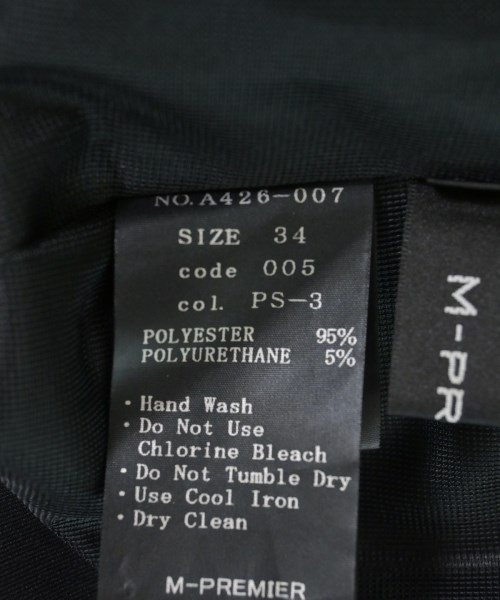 NO. A426-007
SIZE 34
code 005
col. PS-3
POLYESTER 95%
POLYURETHANE 5%
・Hand Wash
・Do Not Use
Chlorine Bleach
・Do Not Tumble Dry
・Use Cool Iron
・Dry Clean
M-PREMIER
M-PR